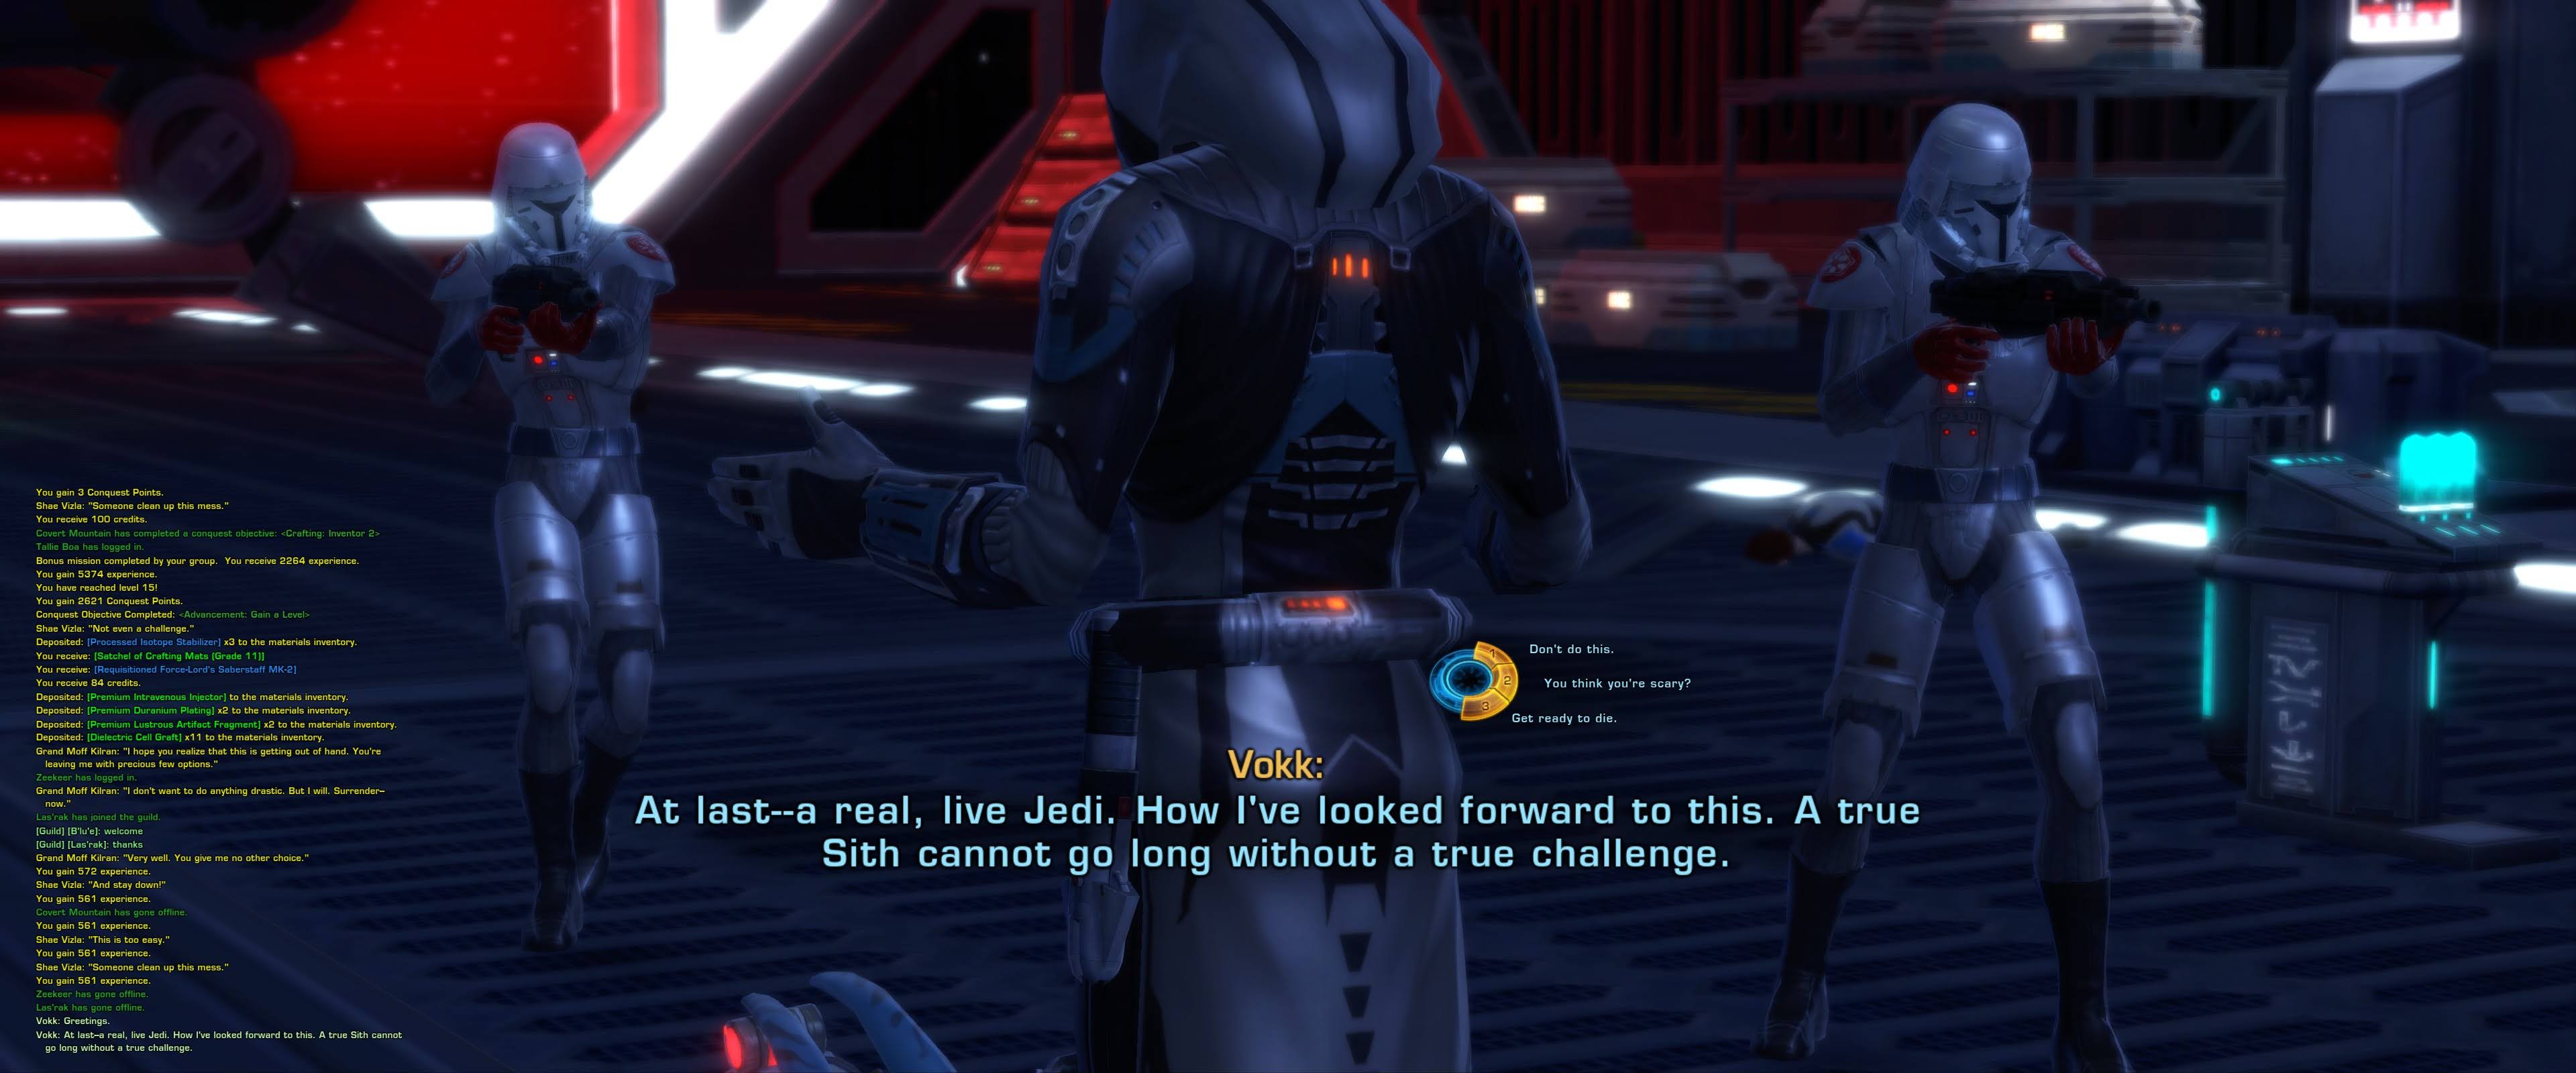 You gain 3 Conquest Points.
Shae Vizla: "Someone clean up this mess."
You receive 100 credits.
Covert Mountain has completed a conquest objective: <Crafting: Inventor 2>
Tallie Boa has logged in.
Bonus mission completed by your group.  You receive 2264 experience.
You gain 5374 experience.
You have reached level 15!
You gain 2621 Conquest Points.
Conquest Objective Completed: <Advancement: Gain a Level>
Shae Vizla: "Not even a challenge."
Deposited: [Processed Isotope Stabilizer] x3 to the materials inventory.
You receive: [Satchel of Crafting Mats (Grade 11)]
You receive: [Requisitioned Force-Lord's Saberstaff MK-2]
You receive 84 credits.
Deposited: [Premium Intravenous Injector] to the materials inventory.
Deposited: [Premium Duranium Plating] x2 to the materials inventory.
Deposited: [Premium Lustrous Artifact Fragment] x2 to the materials inventory.
Deposited: [Dielectric Cell Graft] x11 to the materials inventory.
Grand Moff Kilran: "I hope you realize that this is getting out of hand. You're
leaving me with precious few options."
Zeekeer has logged in.
Grand Moff Kilran: "I don't want to do anything drastic. But I will. Surrender--
now."
Las'rak has joined the guild.
[Guild] [B'lu'e]: welcome
[Guild] [Las'rak]: thanks
Grand Moff Kilran: "Very well. You give me no other choice."
You gain 572 experience.
Shae Vizla: "And stay down!"
You gain 561 experience.
Covert Mountain has gone offline.
You gain 561 experience.
Shae Vizla: "This is too easy."
You gain 561 experience.
Shae Vizla: "Someone clean up this mess."
You gain 561 experience.
Zeekeer has gone offline.
Las'rak has gone offline.
Vokk: Greetings.
Vokk: At last--a real, live Jedi. How I've looked forward to this. A true Sith cannot
go long without a true challenge.
1 Don't do this.
2 You think you're scary?
3 Get ready to die.
Vokk:
At last--a real, live Jedi. How I've looked forward to this. A true
Sith cannot go long without a true challenge.